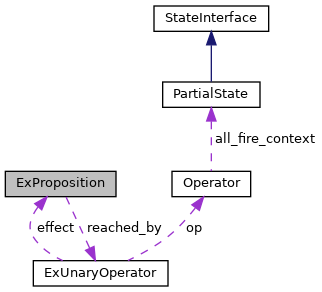 StateInterface
PartialState
all_fire_context
ExProposition
Operator
effect
reached_by
op
ExUnaryOperator